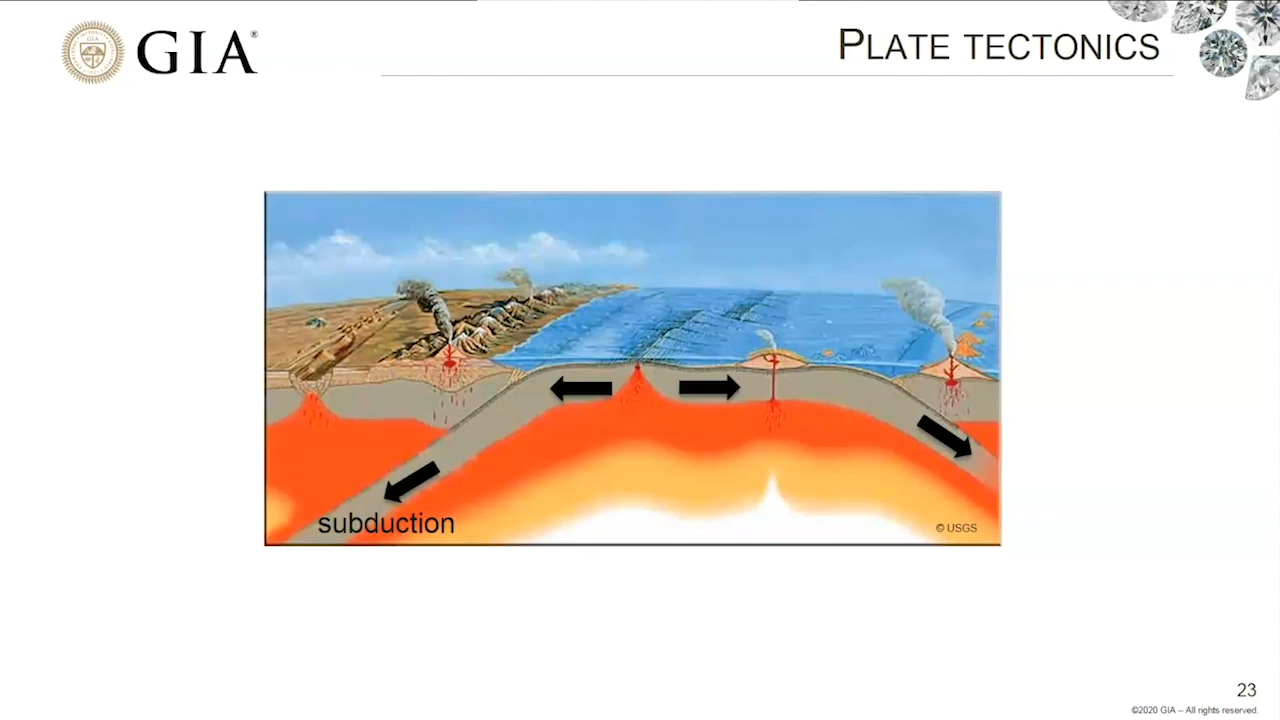 GIA®
PLATE TECTONICS
subduction
© USGS
23
©2020 GIA – All rights reserved.